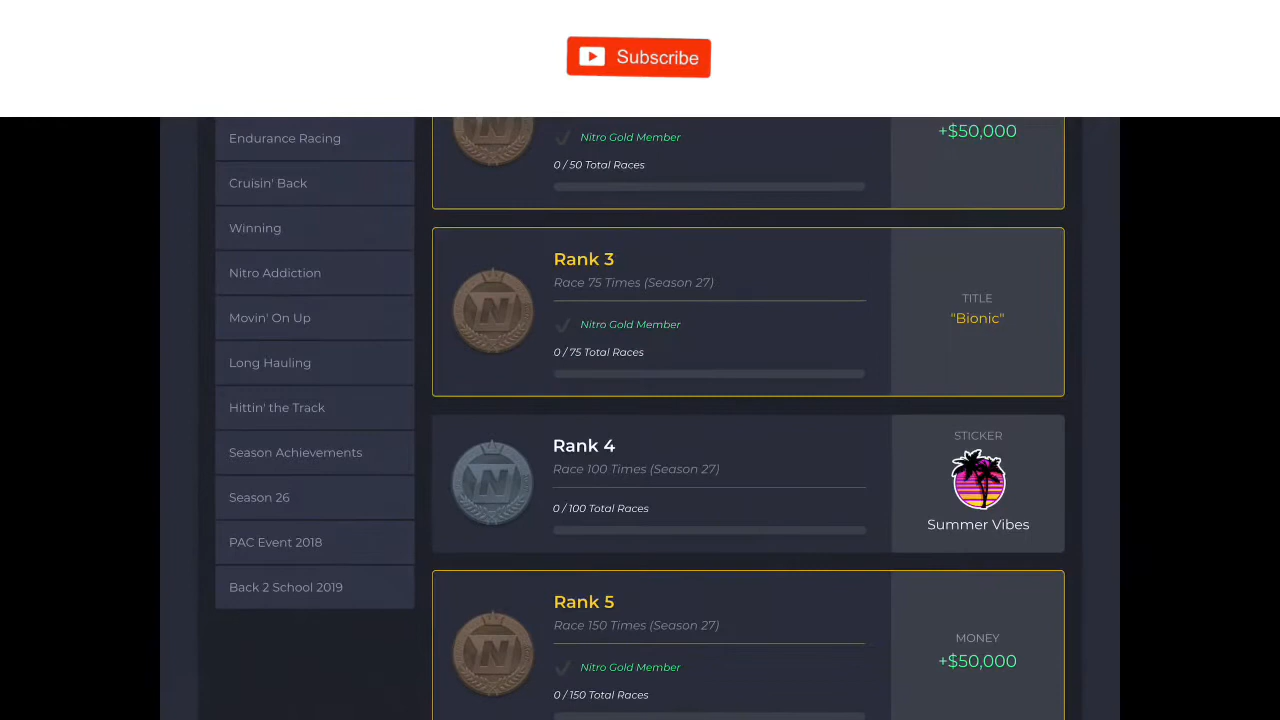 Subscribe
Endurance Racing
Cruisin' Back
Winning
Nitro Addiction
Movin' On Up
Long Hauling
Hittin' the Track
Season Achievements
Season 26
PAC Event 2018
Back 2 School 2019
N
Nitro Gold Member
0 / 50 Total Races
+$50,000
N
Rank 3
Race 75 Times (Season 27)
Nitro Gold Member
0 / 75 Total Races
TITLE
"Bionic"
N
Rank 4
Race 100 Times (Season 27)
0 / 100 Total Races
STICKER
Summer Vibes
N
Rank 5
Race 150 Times (Season 27)
Nitro Gold Member
0 / 150 Total Races
MONEY
+$50,000